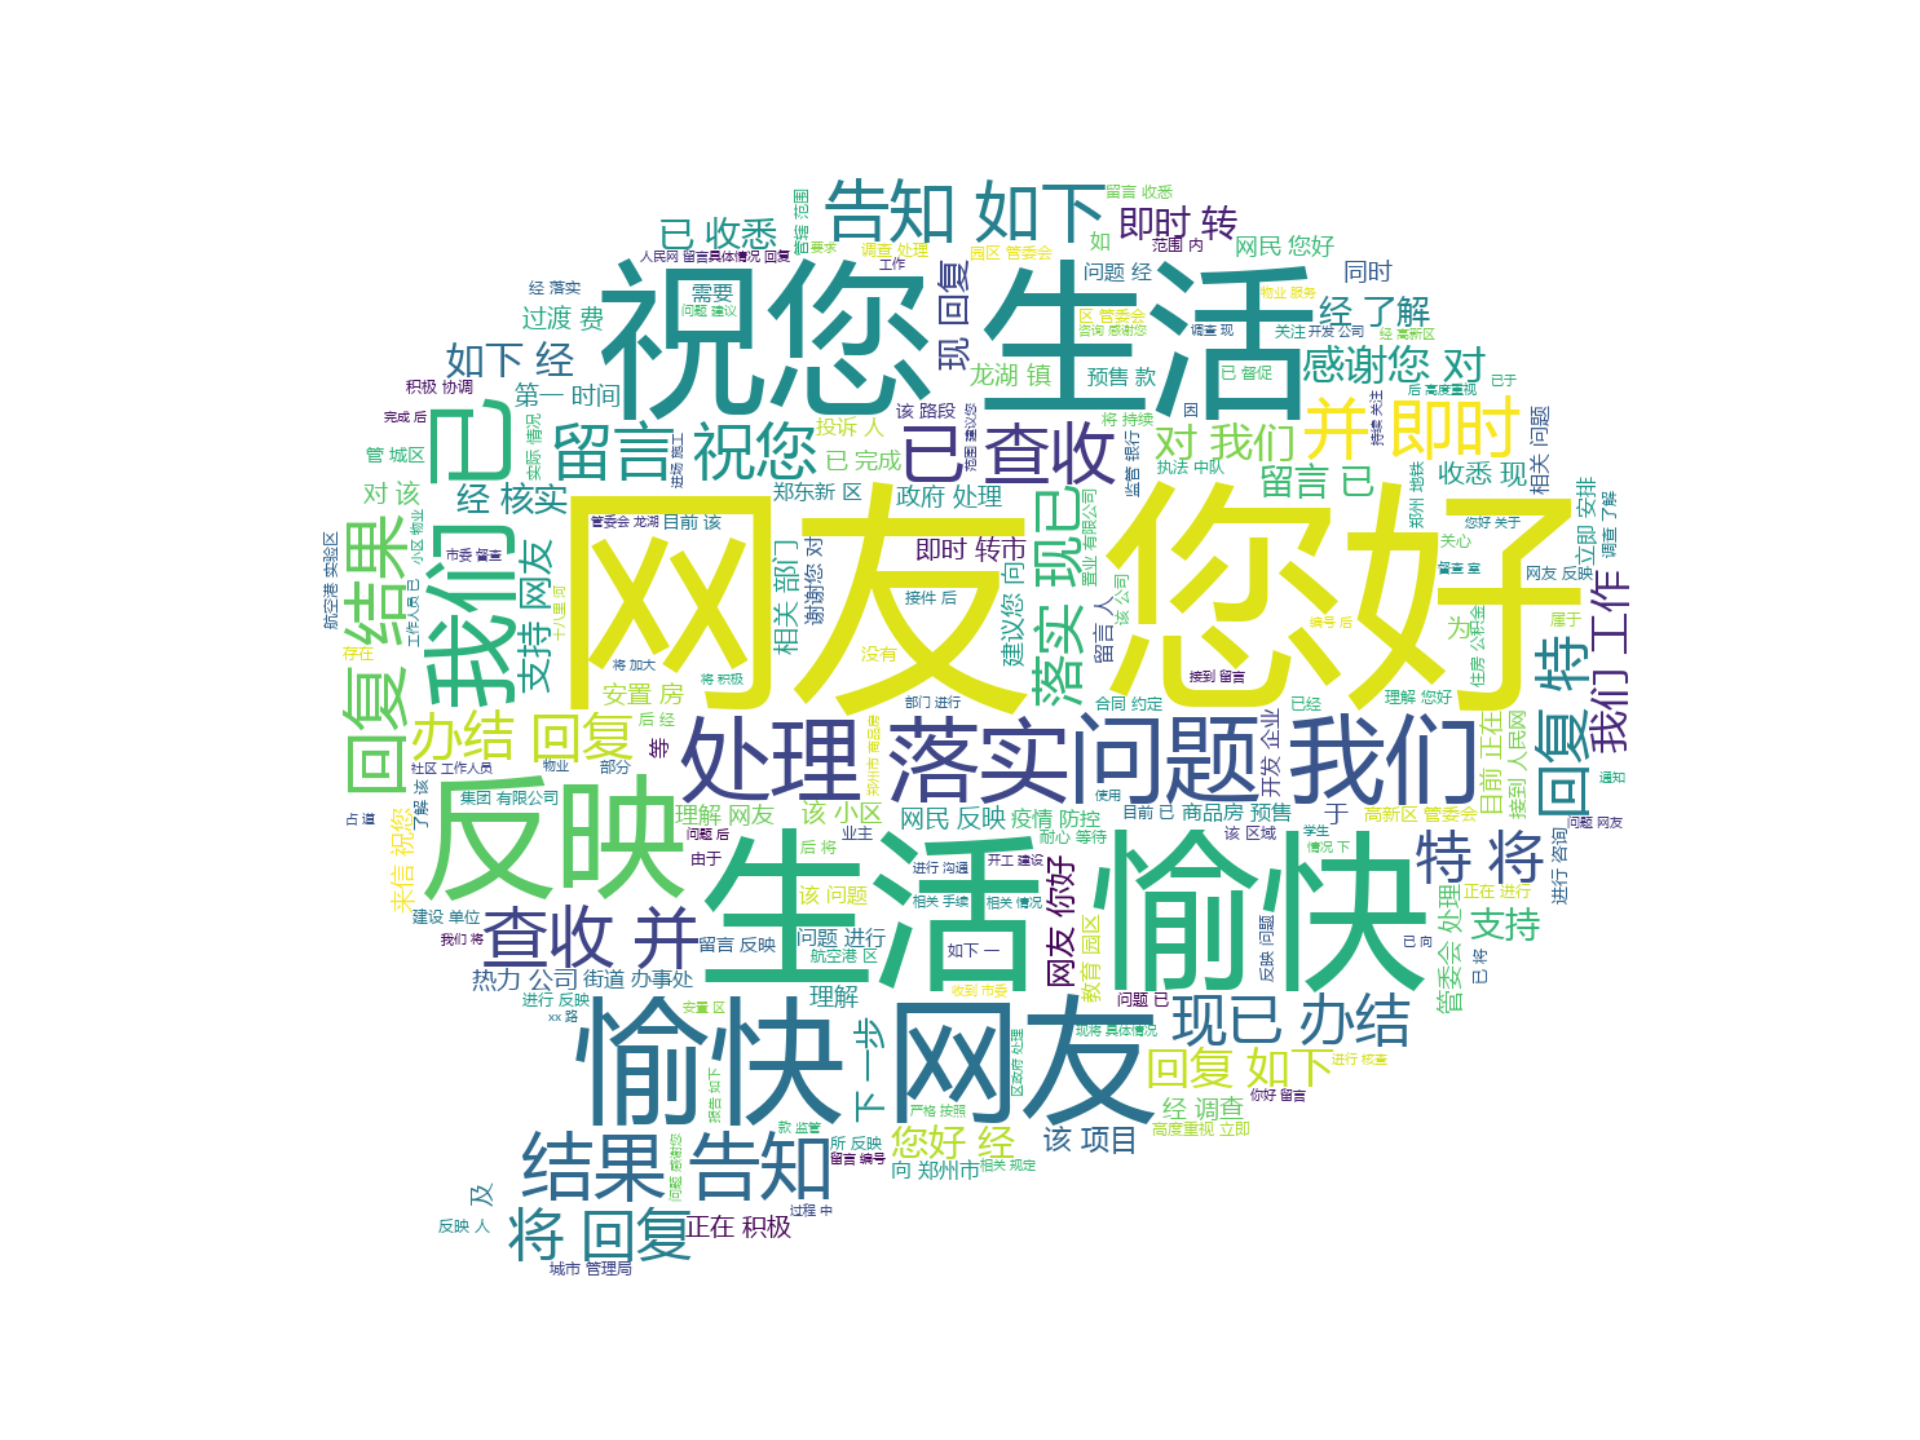 告知 如下
留言 收悉
即时 转
已 收悉
管辖 范围
要求
调查 处理
园区 管委会
如
范围 内
网民 您好
人民网 留言具体情况 回复
工作
现 回复
问题 经
同时
祝您 生活
经 落实
需要
问题 建议
区 管委会
咨询 感谢您
物业 服务
过渡 费
调查 现
关注 开发 公司
经 了解
经 高新区
如下 经
龙湖 镇
预售 款
感谢您 对
已 督促
已于
积极 协调
第一 时间
该 路段
将 持续
因
后 高度重视
完成 后
已
实际 情况
留言 祝您
进场 施工
投诉 人
已 查收
范围 建议您
监管 银行
对 我们
并 即时
持续 关注
相关 问题
管 城区
已 完成
执法 中队
留言 已
郑州 地铁
收悉 现
立即 安排
对 该
经 核实
郑东新 区
政府 处理
现已
置业 有限公司
调查 了解
回复 结果
小区 物业
我们
网友 您好
管委会 龙湖
目前 该
即时 转市
您好 关于
航空港 实验区
市委 督查
支持 网友
相关 部门
谢谢您 对
建议您 向
关心
督查 室
网友 反映
工作人员 已
十八里 河
接件 后
落实
该 公司
留言 人
编号 后
为
住房 公积金
属于
我们 工作
存在
没有
将 加大
将 积极
接到 留言
回复 特
安置 房
部门 进行
合同 约定
已经
理解 您好
办结 回复
后 经
等
处理 落实
问题 我们
郑州市 商品房
开发 企业
目前 正在
接到 人民网
社区 工作人员
物业
部分
通知
了解 该
集团 有限公司
使用
反映
理解 网友
该 小区
网民 反映
疫情 防控
目前 已
商品房 预售
于
高新区 管委会
问题 网友
来信 祝您
问题 后
业主
耐心 等待
该 区域
学生
由于
后 将
生活 愉快
进行 沟通
开工 建设
情况 下
特 将
进行 咨询
该 问题
相关 手续
相关 情况
网友 你好
正在 进行
建设 单位
查收 并
我们 将
留言 反映
问题 进行
航空港 区
如下 一
教育 园区
反映 问题
已 向
管委会 处理
支持
已 将
热力 公司
街道 办事处
理解
收到 市委
问题 已
进行 反映
xx 路
安置 区
愉快 网友
下一步
区政府 处理
现将 具体情况
现已 办结
报告 如下
严格 按照
回复 如下
进行 核查
你好 留言
经 调查
结果 告知
问题 感谢您
款 监管
所 反映
留言 编号
您好 经
该 项目
高度重视 立即
向 郑州市
相关 规定
及
反映 人
将 回复
正在 积极
过程 中
城市 管理局